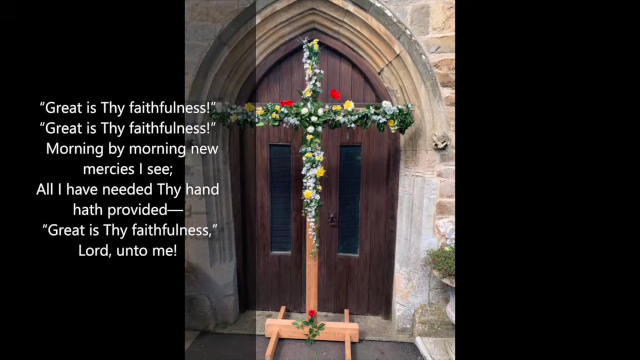 “Great is Thy faithfulness!”
“Great is Thy faithfulness!”
Morning by morning new
mercies I see;
All I have needed Thy hand
hath provided—
“Great is Thy faithfulness,”
Lord, unto me!